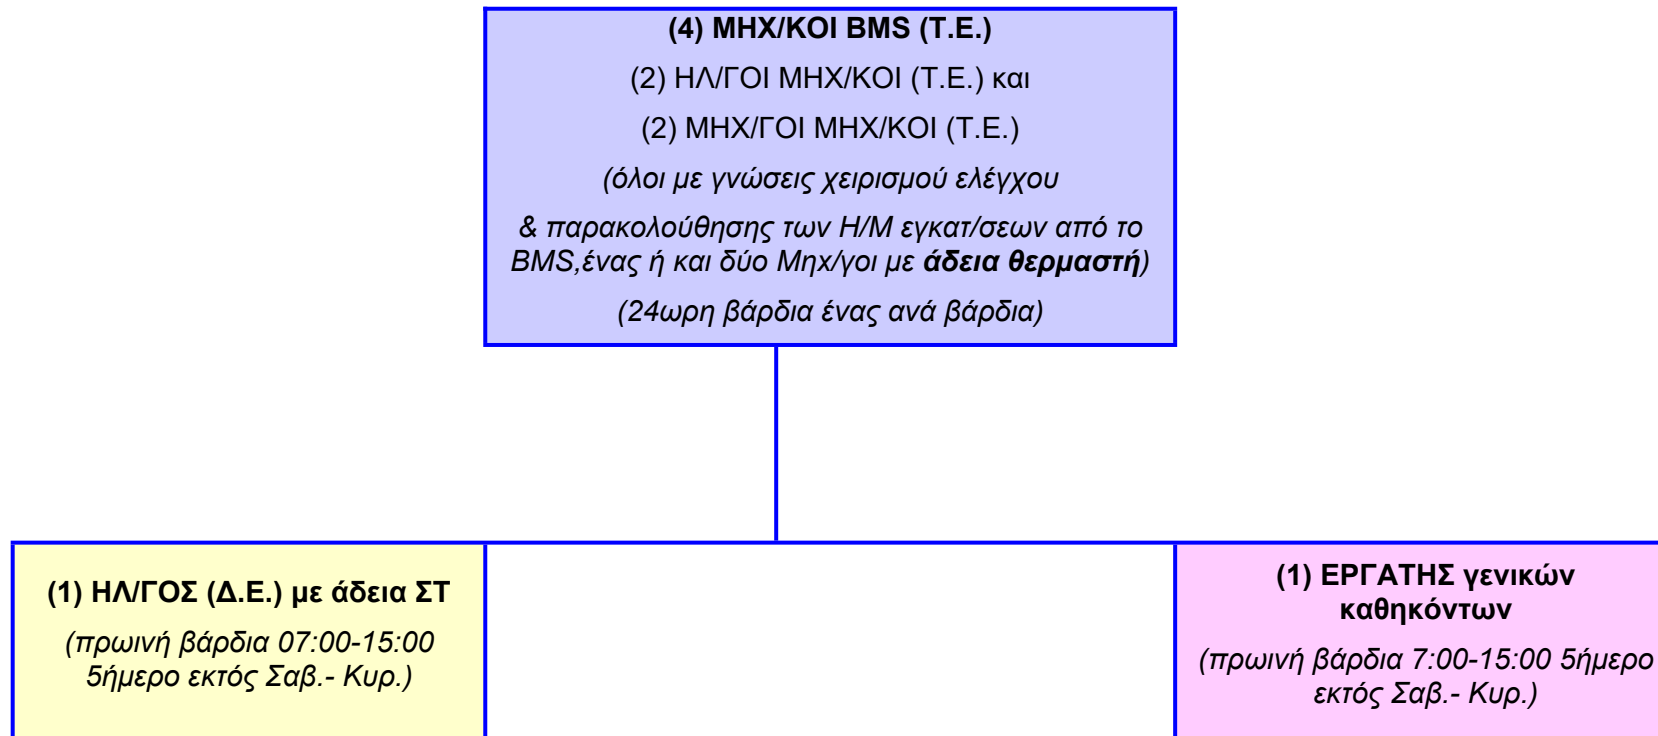 (4) ΜΗΧ/ΚΟΙ BMS (Τ.Ε.)
(2) ΗΛ/ΓΟΙ ΜΗΧ/ΚΟΙ (Τ.Ε.) και
(2) ΜΗΧ/ΓΟΙ ΜΗΧ/ΚΟΙ (Τ.Ε.)
(όλοι με γνώσεις χειρισμού ελέγχου
& παρακολούθησης των Η/Μ εγκατ/σεων από το
BMS,ένας ή και δύο Μηχ/γοι με άδεια θερμαστή)
(24ωρη βάρδια ένας ανά βάρδια)
(1) ΗΛ/ΓΟΣ (Δ.Ε.) με άδεια ΣΤ
(πρωινή βάρδια 07:00-15:00
5ήμερο εκτός Σαβ.- Κυρ.)
(1) ΕΡΓΑΤΗΣ γενικών
καθηκόντων
(πρωινή βάρδια 7:00-15:00 5ήμερο
εκτός Σαβ.- Κυρ.)